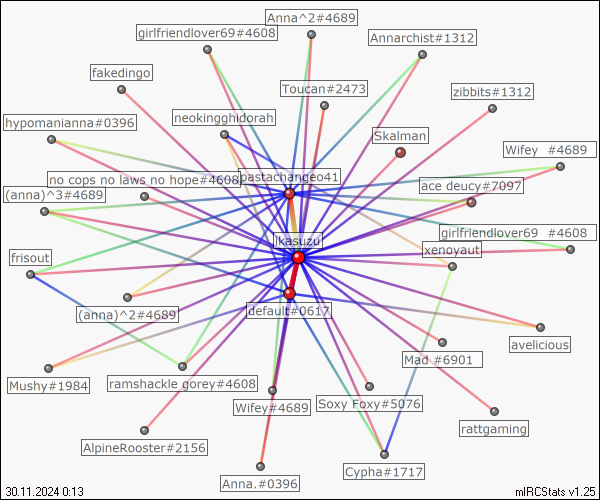 Anna^2#4689
girlfriendlover69#4608
Annarchist#1312
fakedingo
Toucan#2473
zibbits#1312
hypomanianna#0396
neokingghidorah
Skalman
Wifey #4689
no cops no laws no hope#4608
pastachange041
ace deucy#7097
(anna)^3#4689
girlfriendlover69 #4608
ikasuzu
xenoyaut
frisout
(anna)^2#4689
default#0617
avelicious
Mad #6901
Mushy#1984
ramshackle gorey#4608
Wifey#4689
Soxy Foxy#5076
rattgaming
AlpineRooster#2156
Cypha#1717
Anna.#0396
30.11.2024 0:13
mIRCStats v1.25